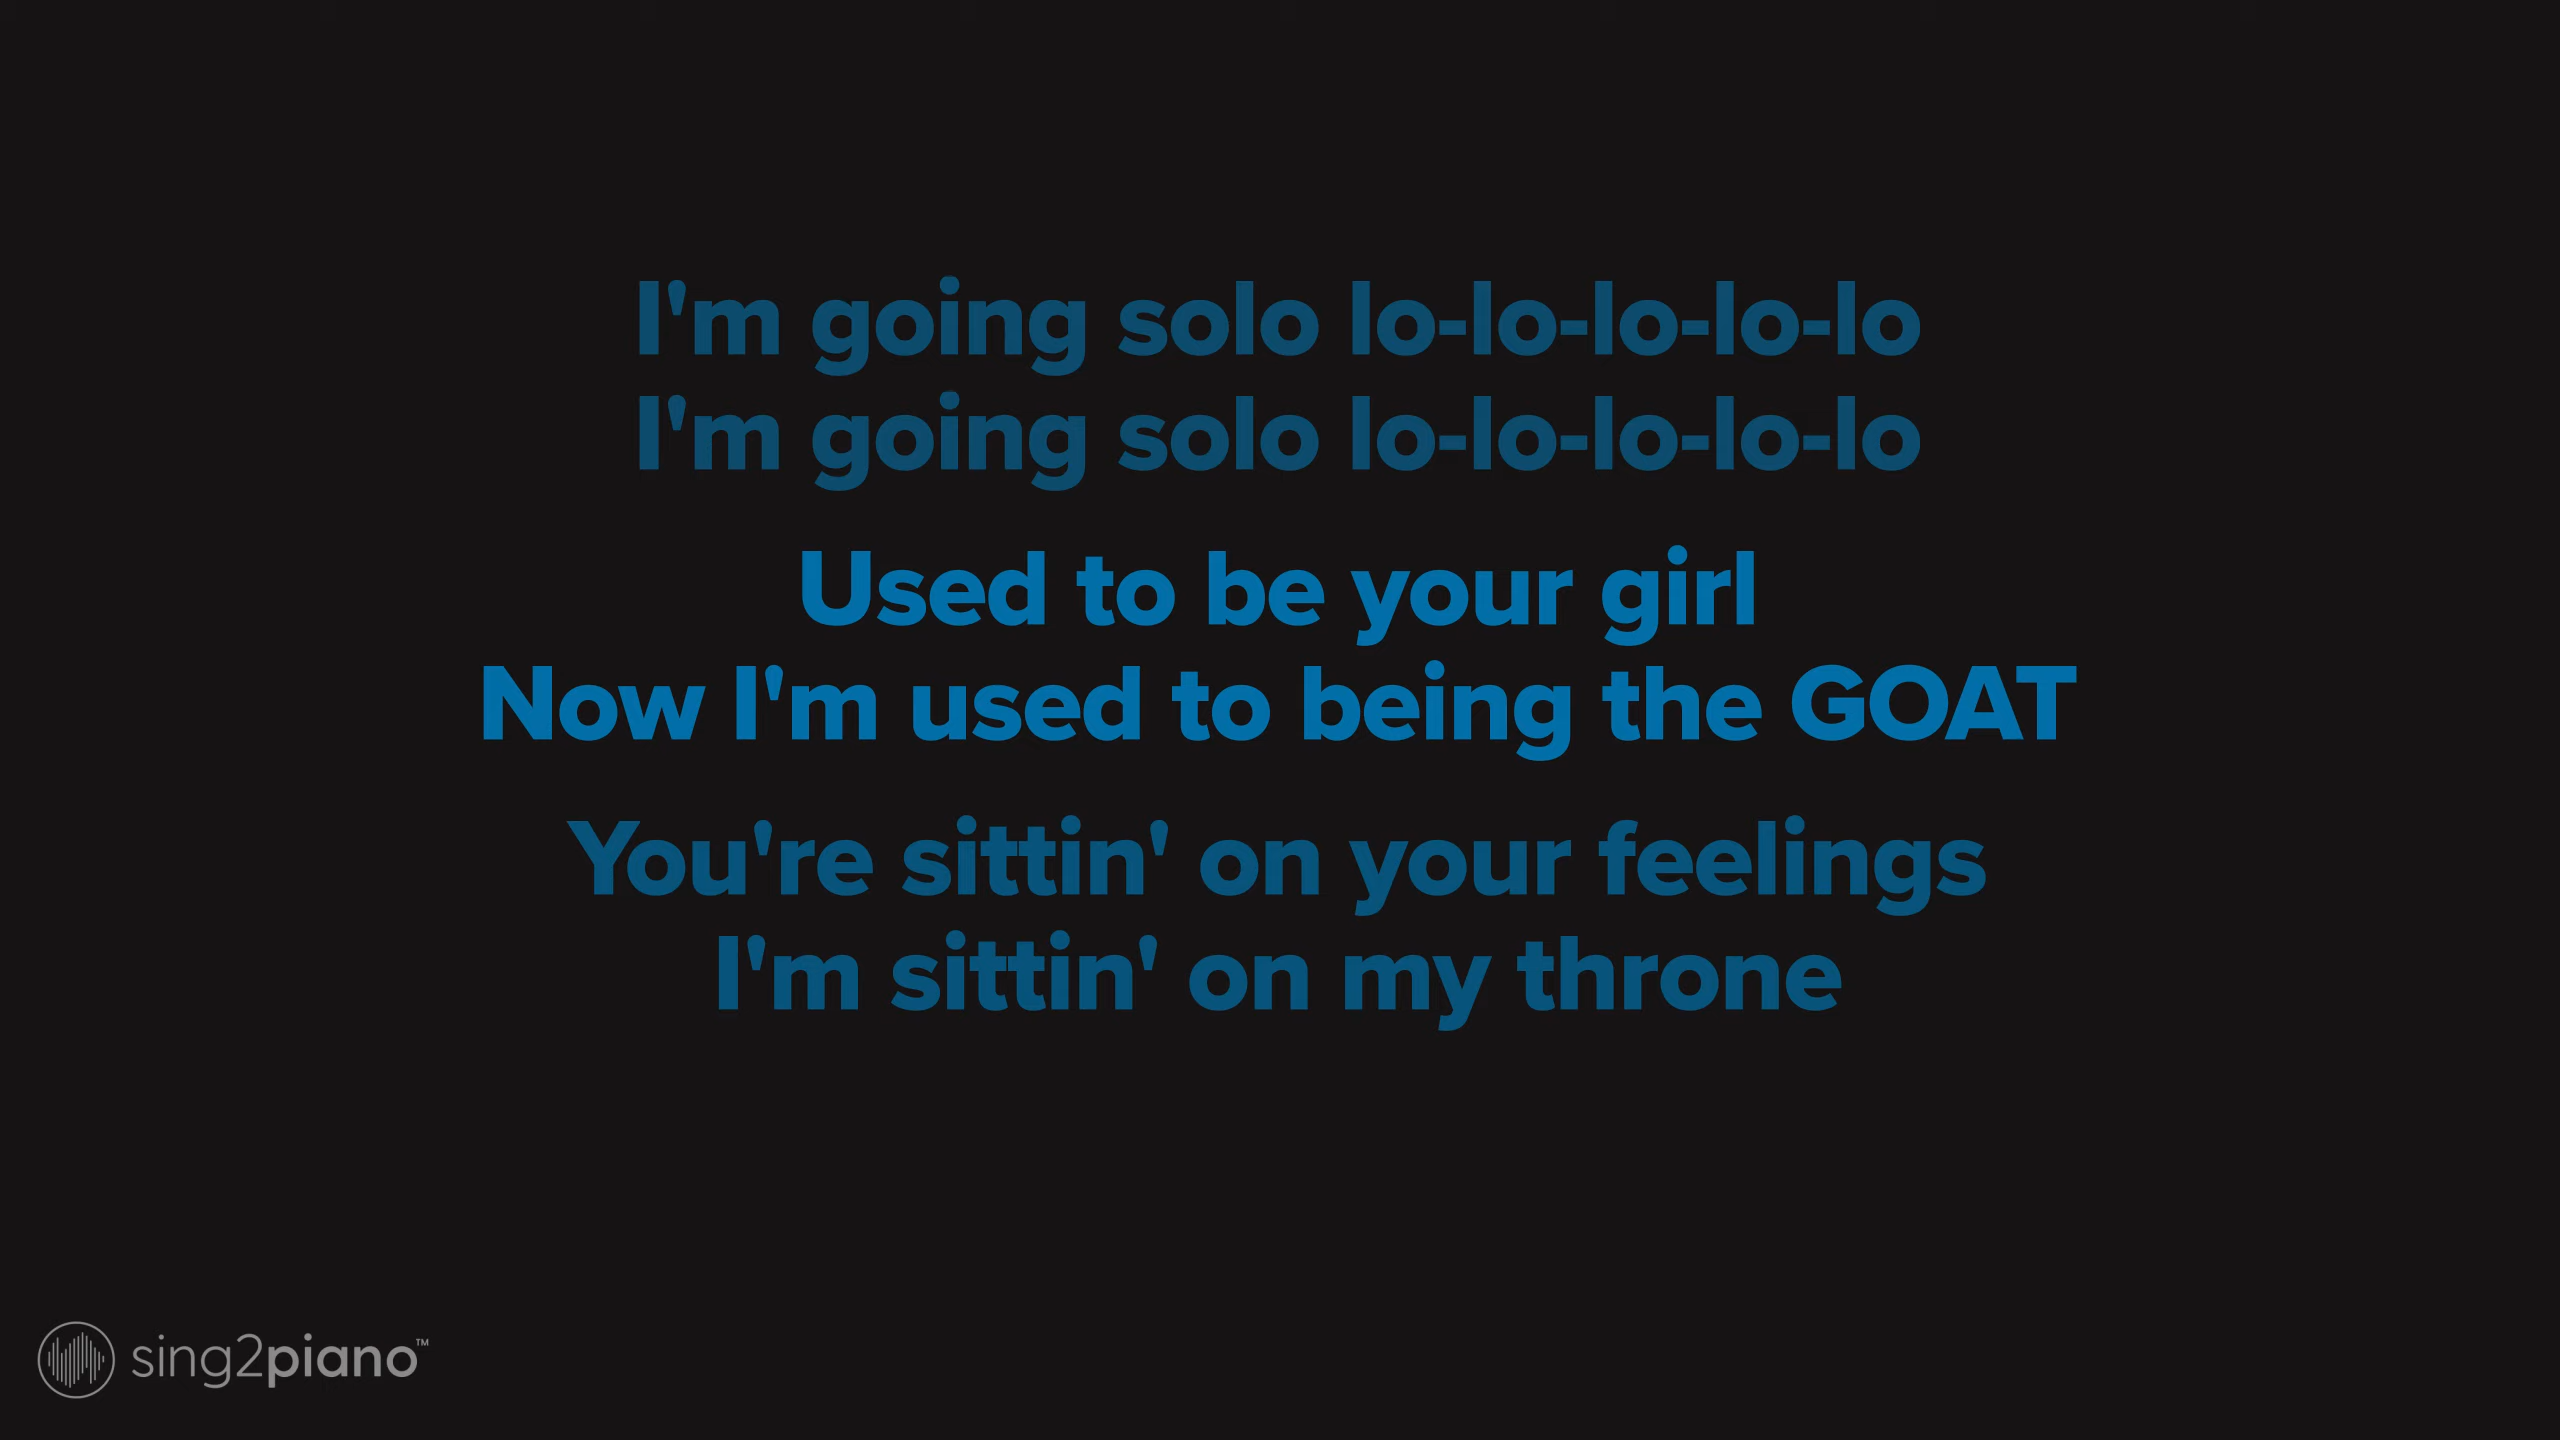 I'm going solo lo-lo-lo-lo-lo
I'm going solo lo-lo-lo-lo-lo
Used to be your girl
Now I'm used to being the GOAT
You're sittin' on your feelings
I'm sittin' on my throne
sing2piano™